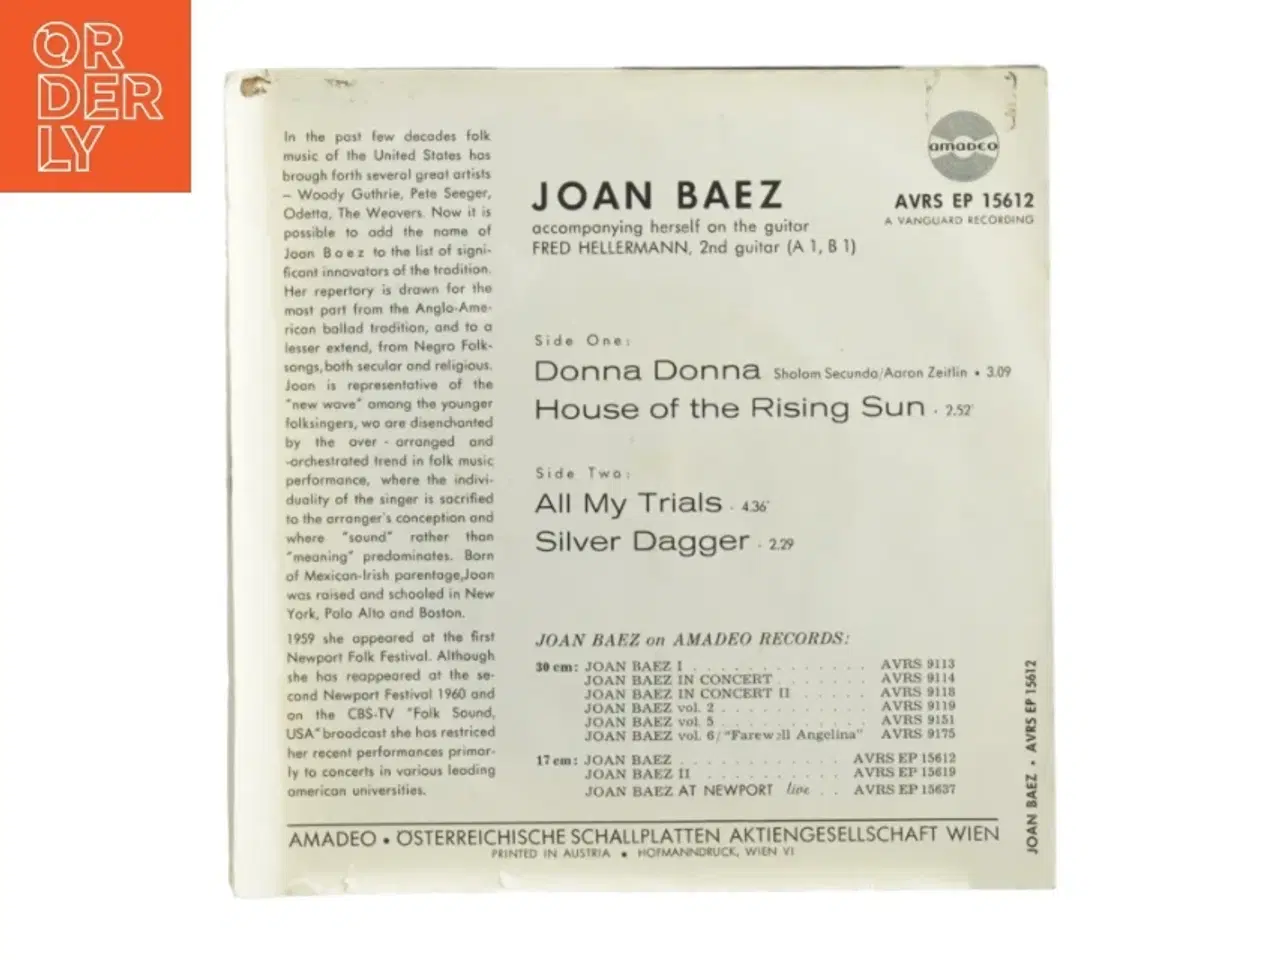 OR
DER
LY
In the past few decades folk
music of the United States has
brough forth several great artists
– Woody Guthrie, Pete Seeger,
Odetta, The Weavers. Now it is
possible to add the name of
Joan Baez to the list of signi-
ficant innovators of the tradition.
Her repertory is drawn for the
most part from the Anglo-Ame-
rican ballad tradition, and to a
lesser extend, from Negro Folk-
songs, both secular and religious.
Joan is representative of the
"new wave" among the younger
folksingers, wo are disenchanted
by the over - arranged and
-orchestrated trend in folk music
performance, where the indivi-
duality of the singer is sacrified
to the arranger's conception and
where "sound" rather than
"meaning" predominates. Born
of Mexican-Irish parentage, Joan
was raised and schooled in New
York, Palo Alto and Boston.
1959 she appeared at the first
Newport Folk Festival. Although
she has reappeared at the se-
cond Newport Festival 1960 and
on the CBS-TV "Folk Sound,
USA" broadcast she has restriced
her recent performances primar-
ly to concerts in various leading
american universities.
amadeo
AVRS EP 15612
A VANGUARD RECORDING
JOAN BAEZ
accompanying herself on the guitar
FRED HELLERMANN, 2nd guitar (A 1, B 1)
Side One:
Donna Donna Sholom Secunda/Aaron Zeitlin • 3.09
House of the Rising Sun · 2.52'
Side Two:
All My Trials · 4.36'
Silver Dagger · 2.29
JOAN BAEZ on AMADEO RECORDS:
30 cm: JOAN BAEZ I . . . . . . . . . . . . . AVRS 9113
JOAN BAEZ IN CONCERT . . . . . . . AVRS 9114
JOAN BAEZ IN CONCERT II . . . . . . AVRS 9118
JOAN BAEZ vol. 2 . . . . . . . . . . . AVRS 9119
JOAN BAEZ vol. 5 . . . . . . . . . . . AVRS 9151
JOAN BAEZ vol. 6/"Farewell Angelina" AVRS 9175
17 cm: JOAN BAEZ . . . . . . . . . . . . AVRS EP 15612
JOAN BAEZ II . . . . . . . . . . AVRS EP 15619
JOAN BAEZ AT NEWPORT live . . AVRS EP 15637
AMADEO • ÖSTERREICHISCHE SCHALLPLATTEN AKTIENGESELLSCHAFT WIEN
PRINTED IN AUSTRIA • HOFMANNDRUCK, WIEN VI
JOAN BAEZ • AVRS EP 15612